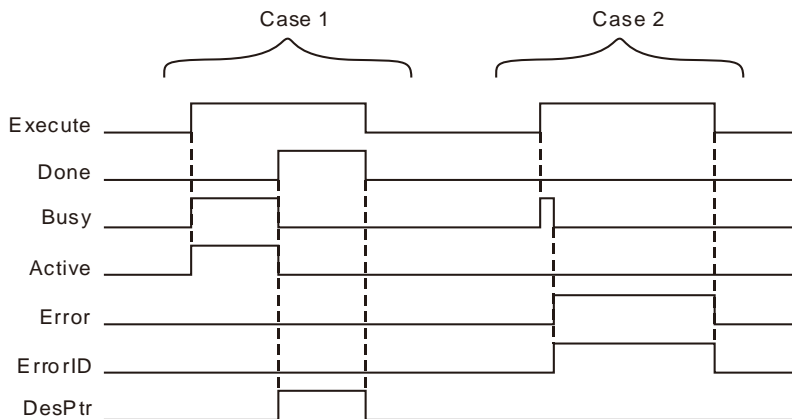 Case 1
Case 2
Execute
Done
Busy
Active
Error
ErrorID
DesPtr